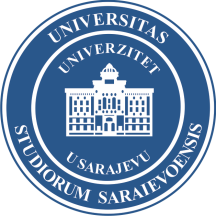 UNIVERSITAS
STUDIORUM SARAIEVOENSIS
UNIVERZITET
U SARAJEVU